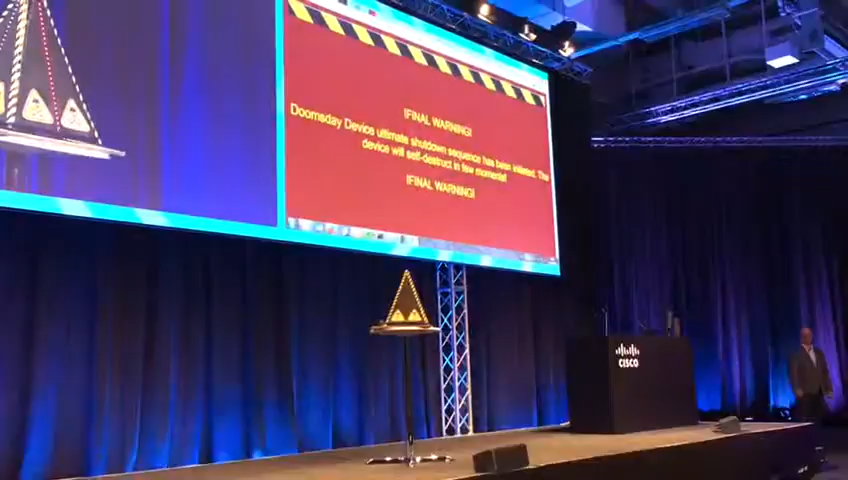 !FINAL WARNING!
Doomsday Device ultimate shutdown sequence has been initiated. The
device will self-destruct in few moments!
!FINAL WARNING!
CISCO